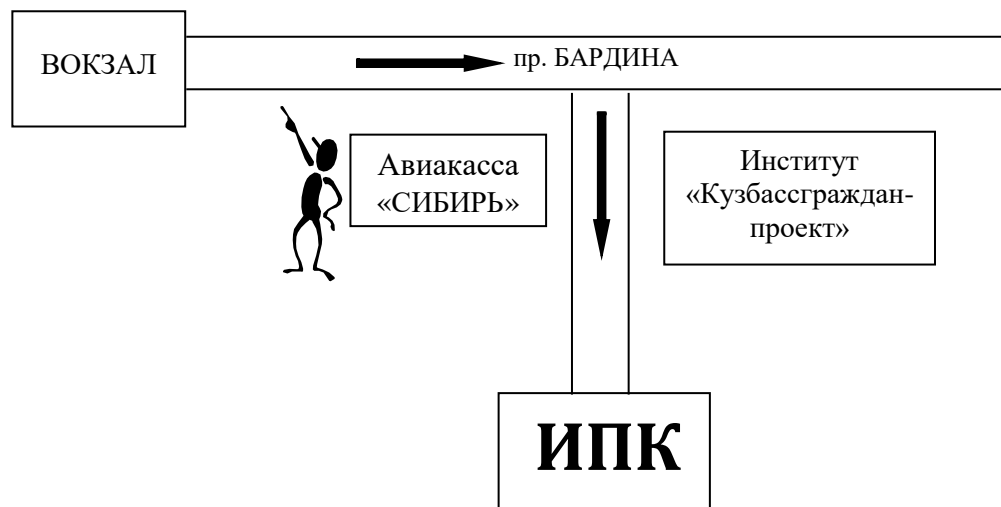 ВОКЗАЛ
пр. БАРДИНА
Авиакасса
«СИБИРЬ»
Институт
«Кузбассграждан-
проект»
ИПК